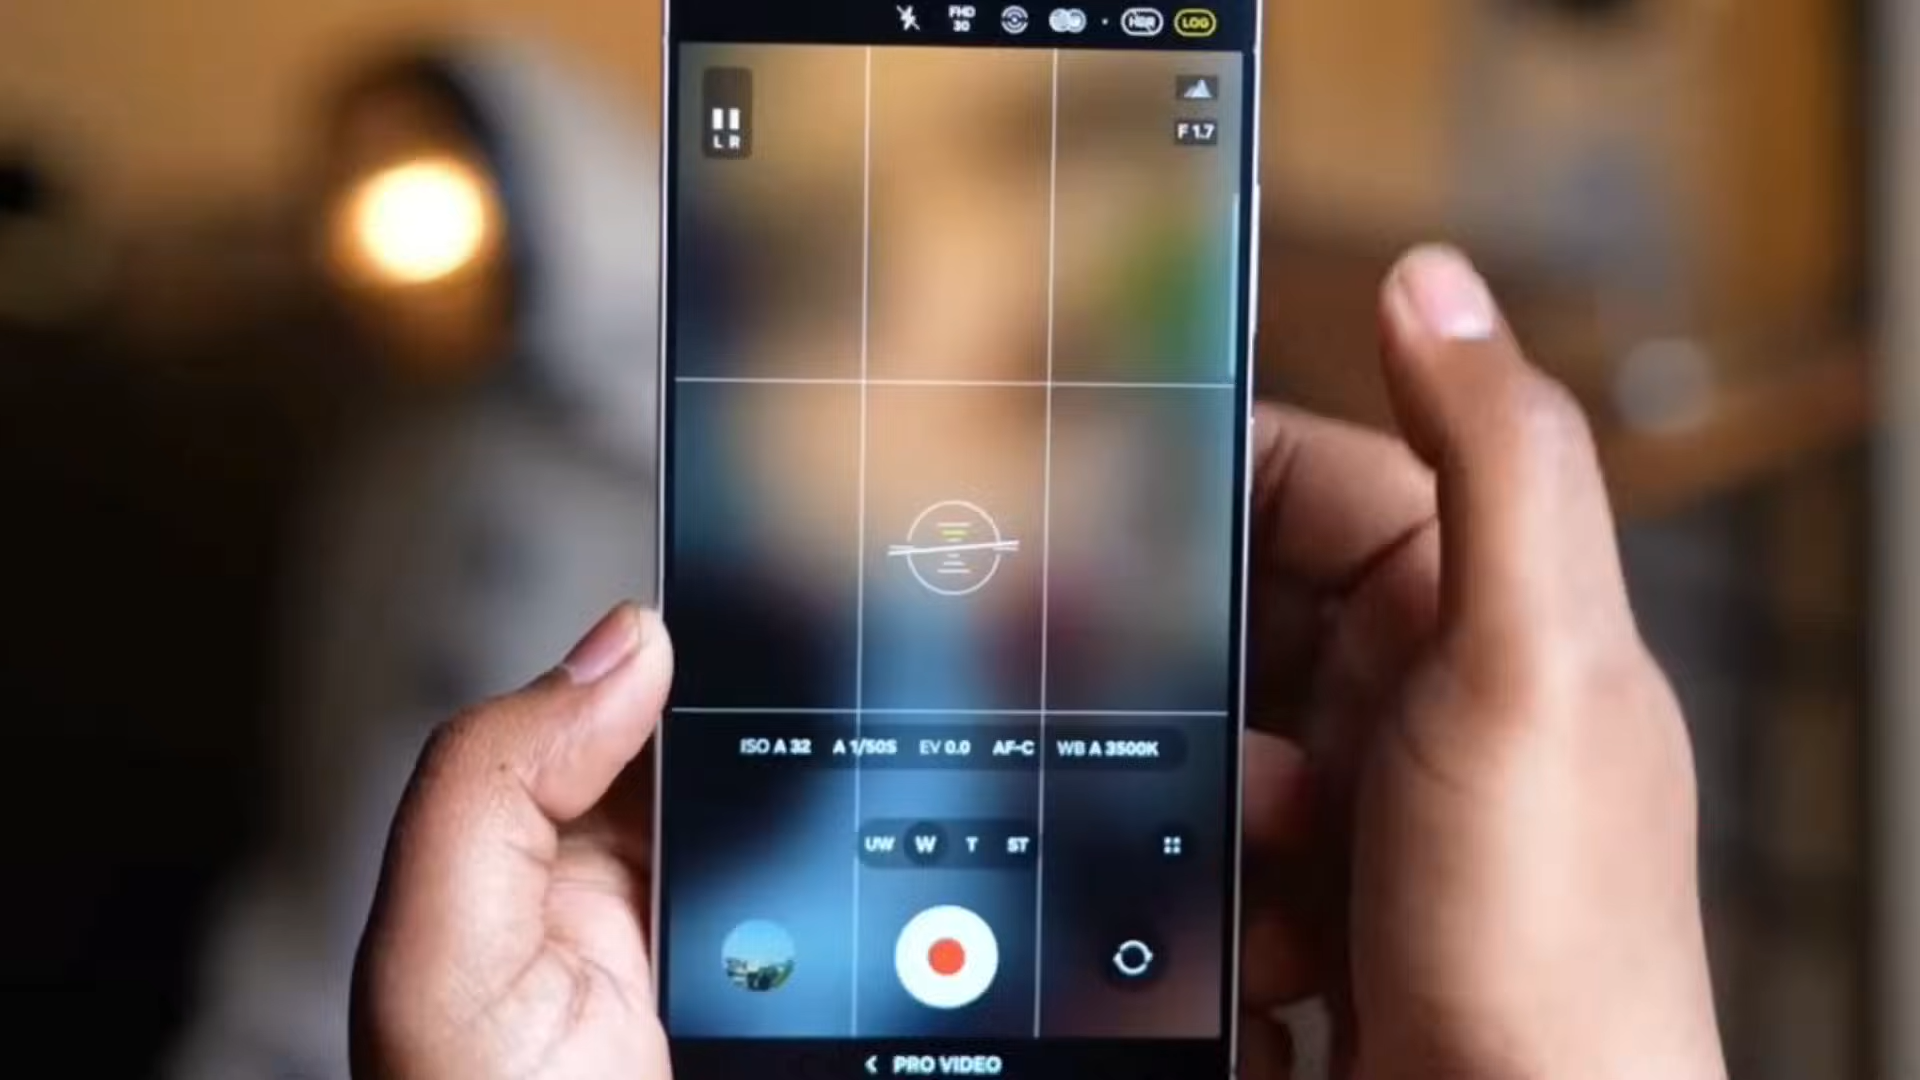 FHD
30
HDR
LOG
L R
F 1.7
ISO A 32 A 1/50S EV 0.0 AF-C WB A 3500K
UW W T ST
PRO VIDEO